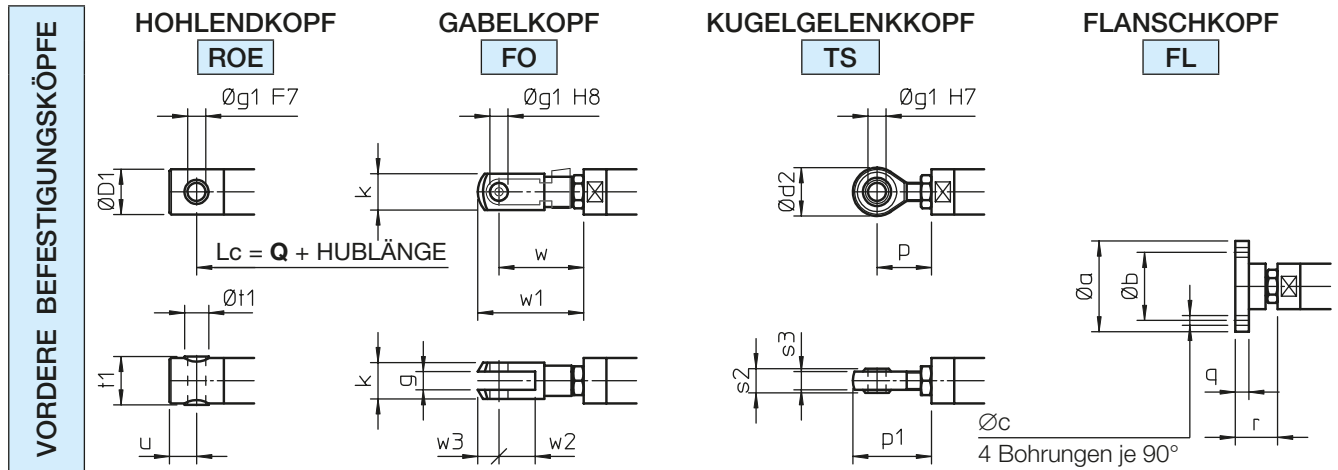 VORDERE BEFESTIGUNGSKÖPFE
HOHLENDKOPF
ROE
Øg1 F7
ØD1
Lc = Q + HUBLÄNGE
Øt1
t1
u
GABELKOPF
FO
Øg1 H8
k
w
w1
k
g
w3
w2
KUGELGELENKKOPF
TS
Øg1 H7
Ød2
p
s3
s2
p1
FLANSCHKOPF
FL
Øa
Øb
q
r
Øc
4 Bohrungen je 90°